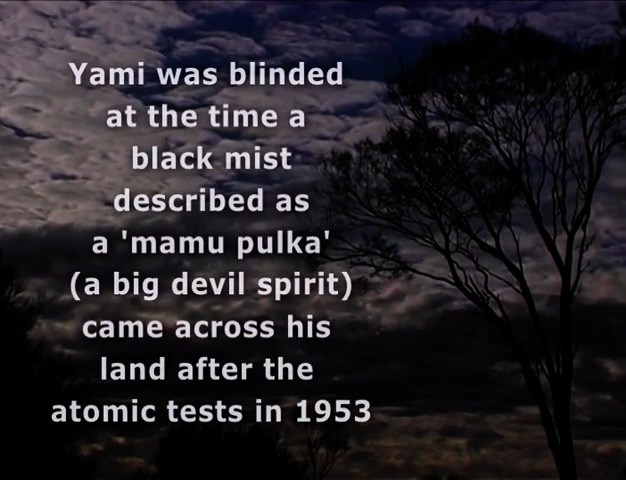 Yami was blinded
at the time a
black mist
described as
a 'mamu pulka'
(a big devil spirit)
came across his
land after the
atomic tests in 1953